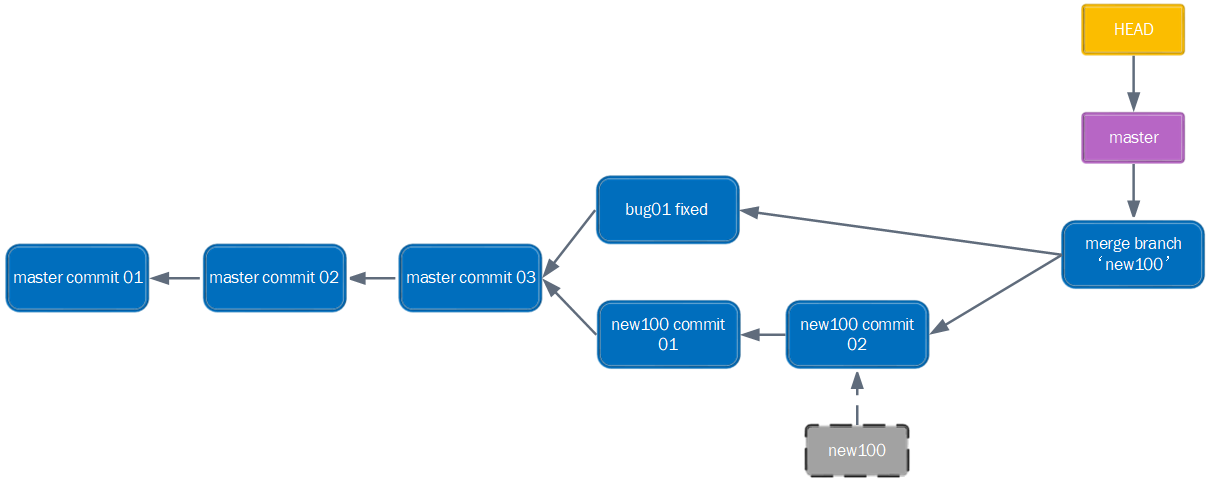 HEAD
master
bug01 fixed
merge branch
‘new100’
master commit 01
master commit 02
master commit 03
new100 commit
01
new100 commit
02
new100